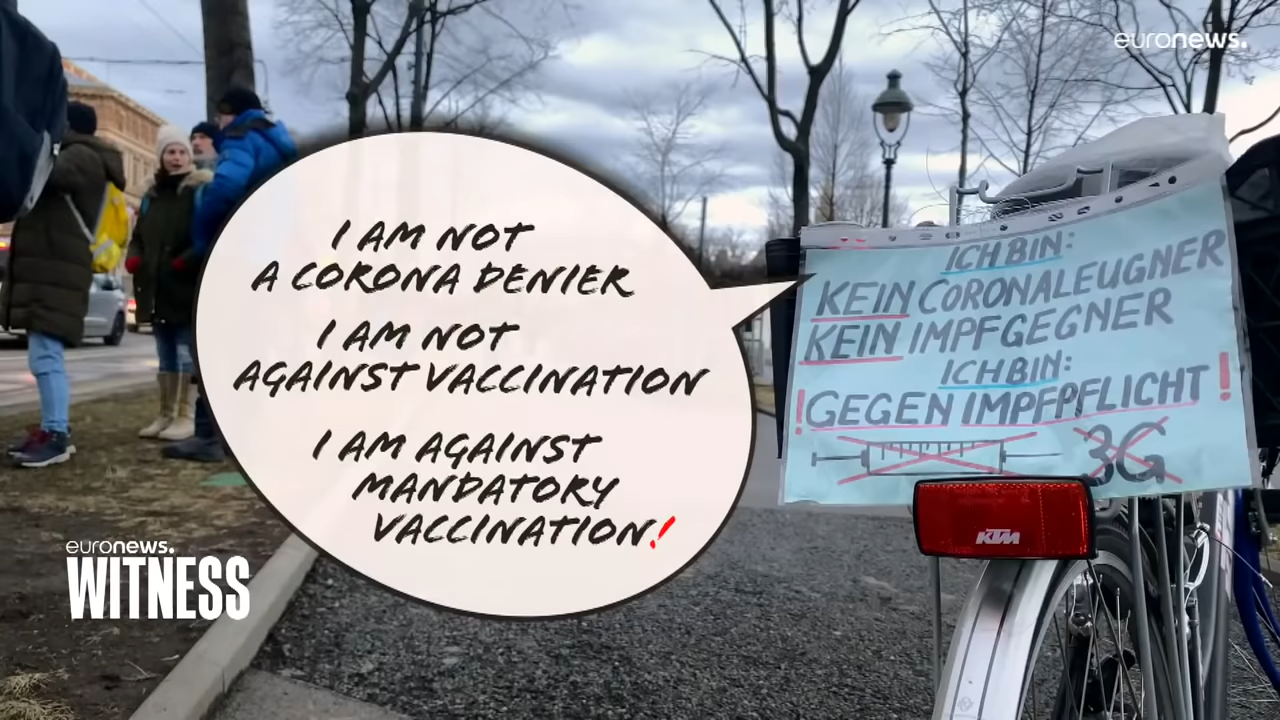 euronews.
I AM NOT
A CORONA DENIER
I AM NOT
AGAINST VACCINATION
I AM AGAINST
MANDATORY
VACCINATION!
ICH BIN:
KEIN CORONALEUGNER
KEIN IMPFGEGNER
ICH BIN:
!GEGEN IMPFPFLICHT!
3G
KTM
euronews.
WITNESS